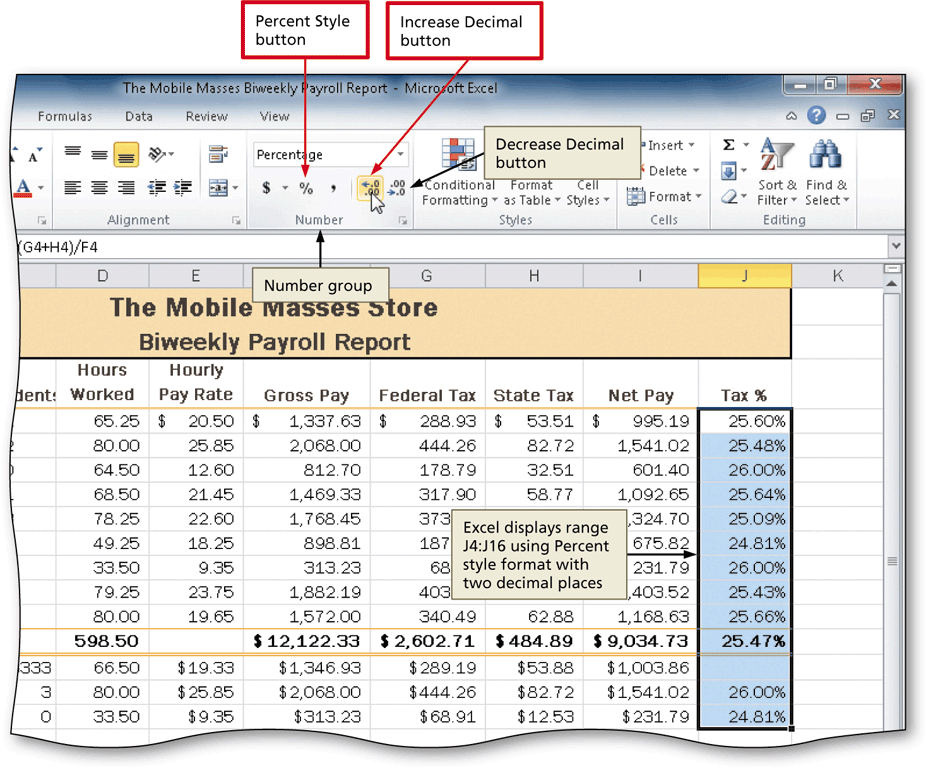 Percent Style
button
Increase Decimal
button
The Mobile Masses Biweekly Payroll Report - Microsoft Excel
Formulas Data Review View
Percentage
Decrease Decimal
button
Insert
Delete
Format
Conditional
Formatting
Format
as Table
Cell
Styles
Sort &
Filter
Find &
Select
Alignment Number Styles Cells Editing
(G4+H4)/F4
Number group
D E G H I J K
The Mobile Masses Store
Biweekly Payroll Report
Hours Hourly
dents Worked Pay Rate Gross Pay Federal Tax State Tax Net Pay Tax %
65.25 $ 20.50 $ 1,337.63 $ 288.93 $ 53.51 $ 995.19 25.60%
80.00 25.85 2,068.00 444.26 82.72 1,541.02 25.48%
64.50 12.60 812.70 178.79 32.51 601.40 26.00%
68.50 21.45 1,469.33 317.90 58.77 1,092.65 25.64%
78.25 22.60 1,768.45 373 ,324.70 25.09%
49.25 18.25 898.81 187 675.82 24.81%
33.50 9.35 313.23 68 231.79 26.00%
79.25 23.75 1,882.19 403 ,403.52 25.43%
80.00 19.65 1,572.00 340.49 62.88 1,168.63 25.66%
Excel displays range
J4:J16 using Percent
style format with
two decimal places
598.50 $ 12,122.33 $ 2,602.71 $ 484.89 $ 9,034.73 25.47%
333 66.50 $19.33 $1,346.93 $289.19 $53.88 $1,003.86
3 80.00 $25.85 $2,068.00 $444.26 $82.72 $1,541.02 26.00%
0 33.50 $9.35 $313.23 $68.91 $12.53 $231.79 24.81%